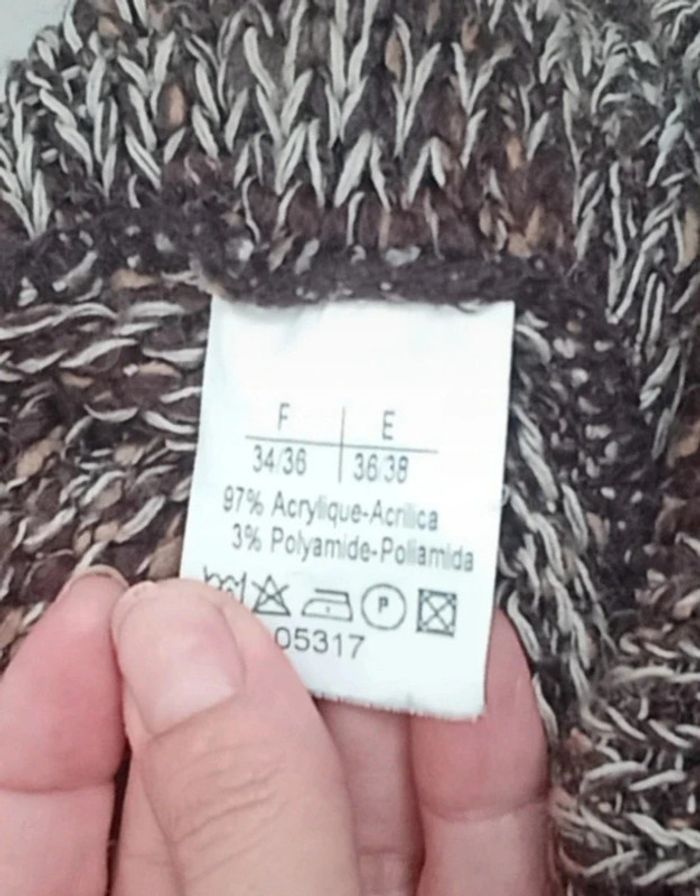 F E
34/36 36/38
97% Acrylique-Acrilica
3% Polyamide-Poliamida
P
05317